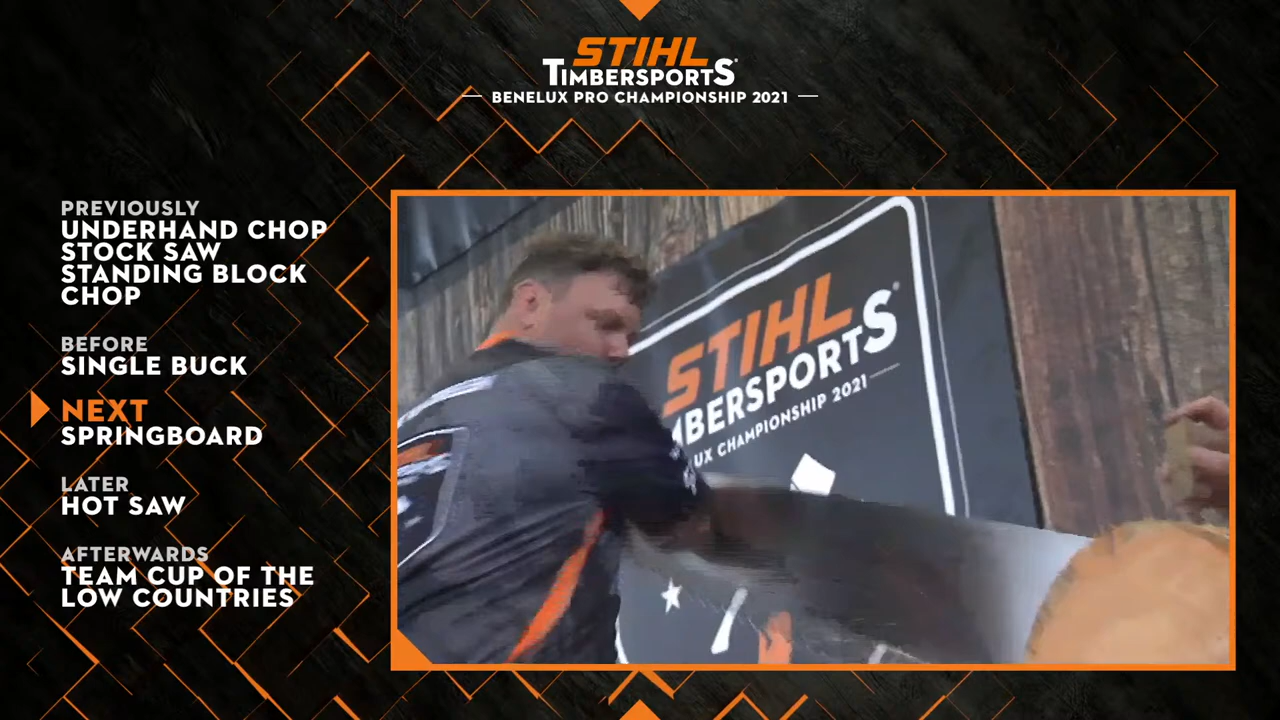 STIHL
TIMBERSPORTS®
BENELUX PRO CHAMPIONSHIP 2021
PREVIOUSLY
UNDERHAND CHOP
STOCK SAW
STANDING BLOCK
CHOP
BEFORE
SINGLE BUCK
NEXT
SPRINGBOARD
LATER
HOT SAW
AFTERWARDS
TEAM CUP OF THE
LOW COUNTRIES
STIHL
MBERSPORTS®
UX CHAMPIONSHIP 2021